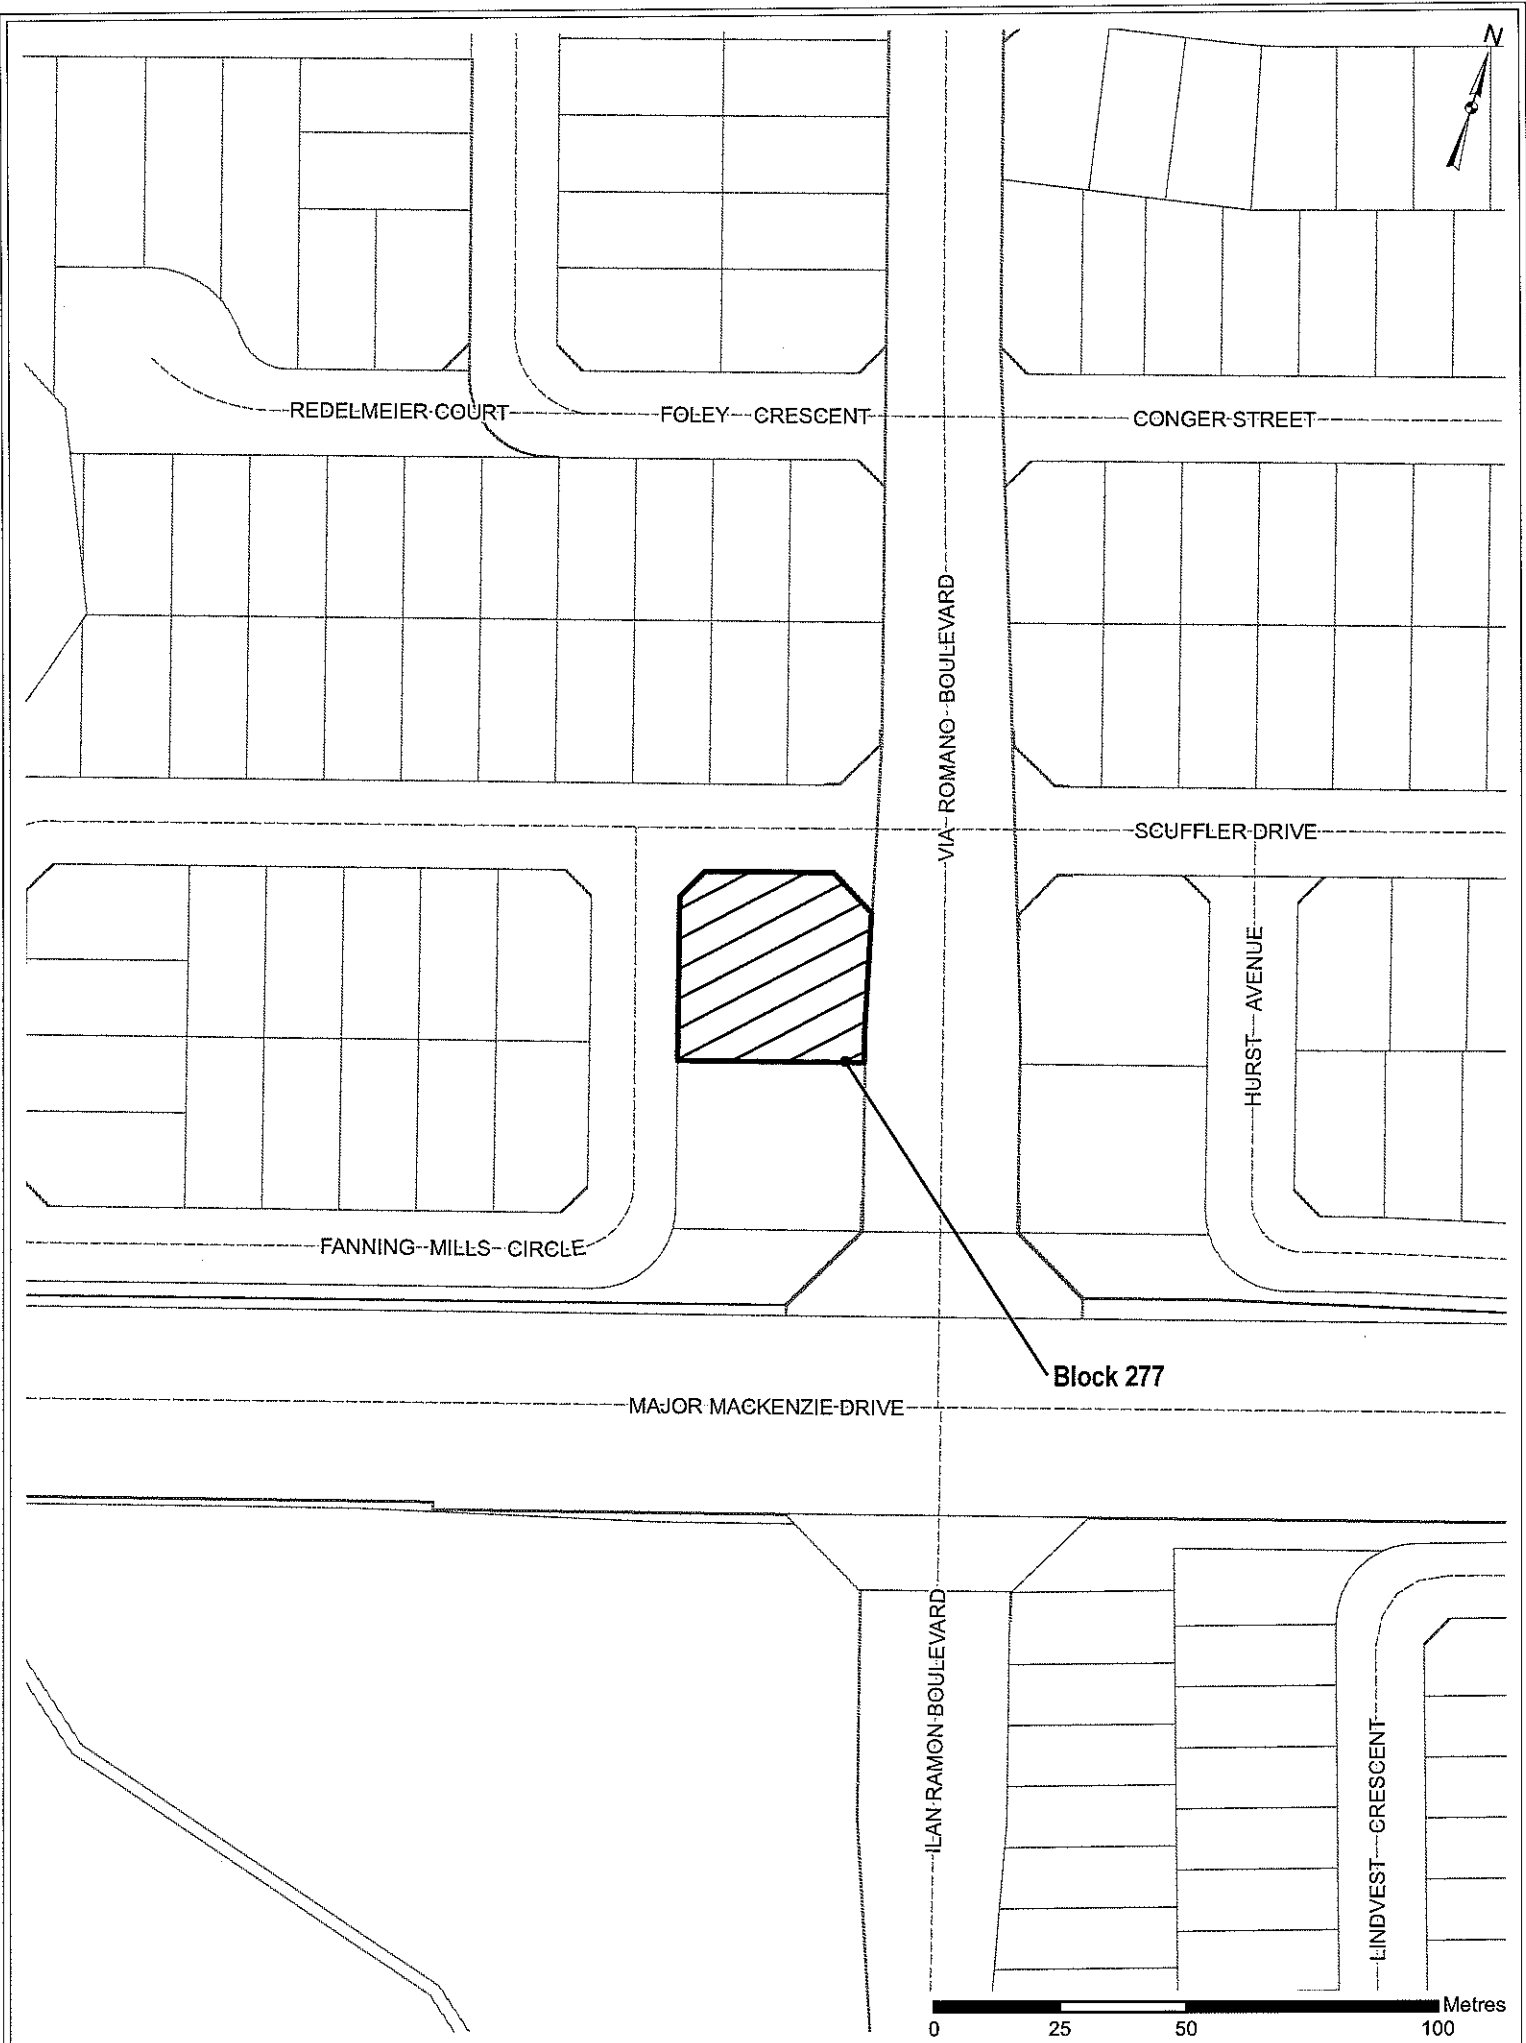 N
REDELMEIER COURT
FOLEY CRESCENT
CONGER STREET
VIA ROMANO BOULEVARD
SCUFFLER DRIVE
HURST AVENUE
FANNING MILLS CIRCLE
Block 277
MAJOR MACKENZIE DRIVE
ILAN RAMON BOULEVARD
LINDVEST CRESCENT
Metres
0 25 50 100